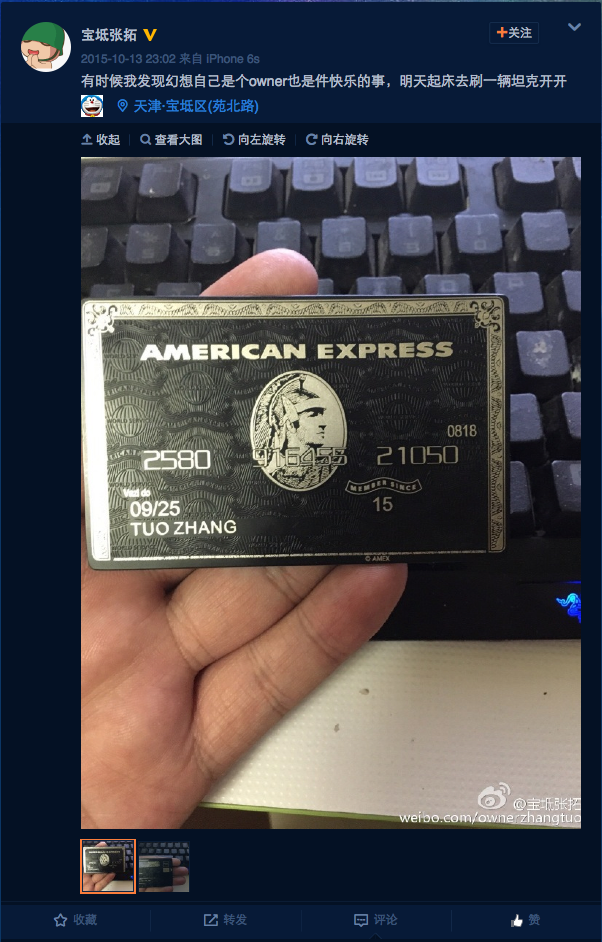 宝坻张拓
+关注
2015-10-13 23:02 来自 iPhone 6s
有时候我发现幻想自己是个owner也是件快乐的事，明天起床去刷一辆坦克开开
天津·宝坻区(苑北路)
收起 查看大图 向左旋转 向右旋转
AMERICAN EXPRESS
0818
2580 21050
MEMBER SINCE
15
09/25
TUO ZHANG
© AMEX
@宝坻张拓
weibo.com/ownerzhangtuo
收藏 转发 评论 赞